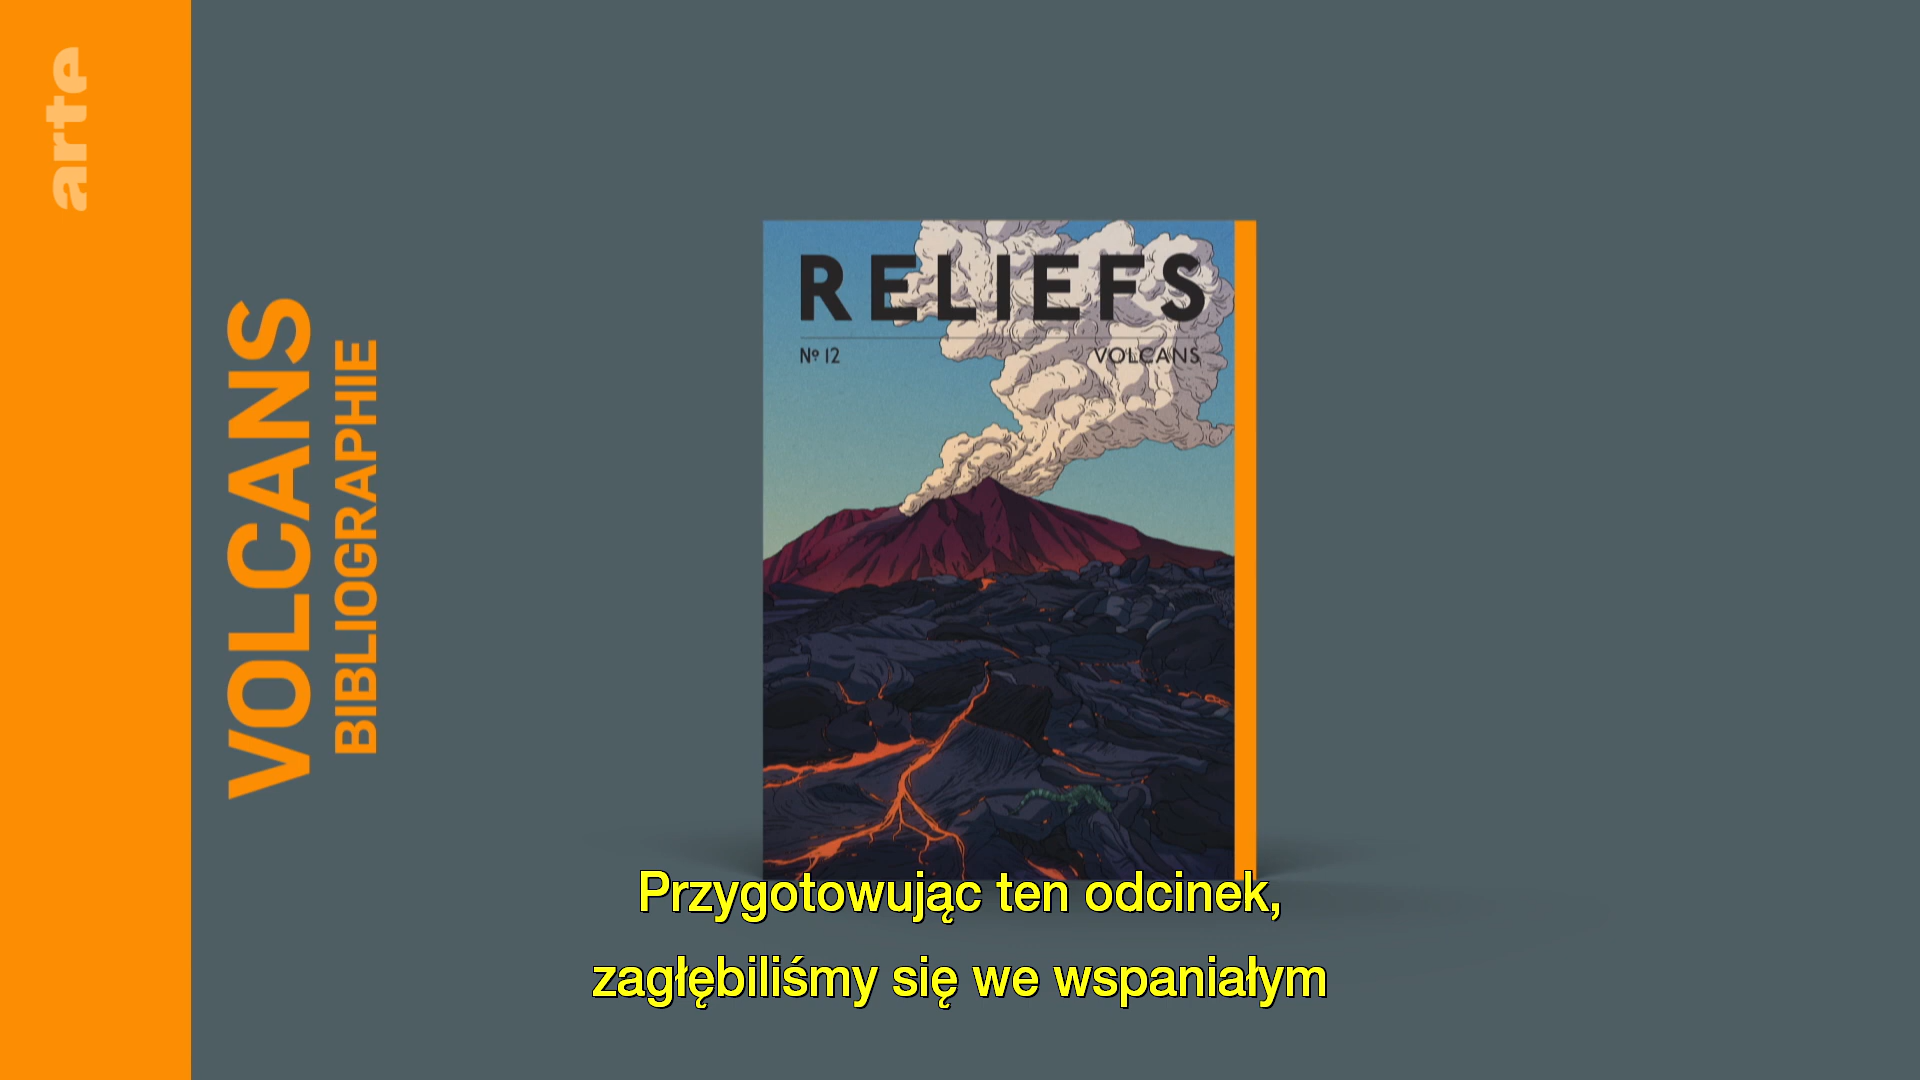 arte
VOLCANS
BIBLIOGRAPHIE
RELIEFS
Nº 12
VOLCANS
Przygotowując ten odcinek,
zagłębiliśmy się we wspaniałym